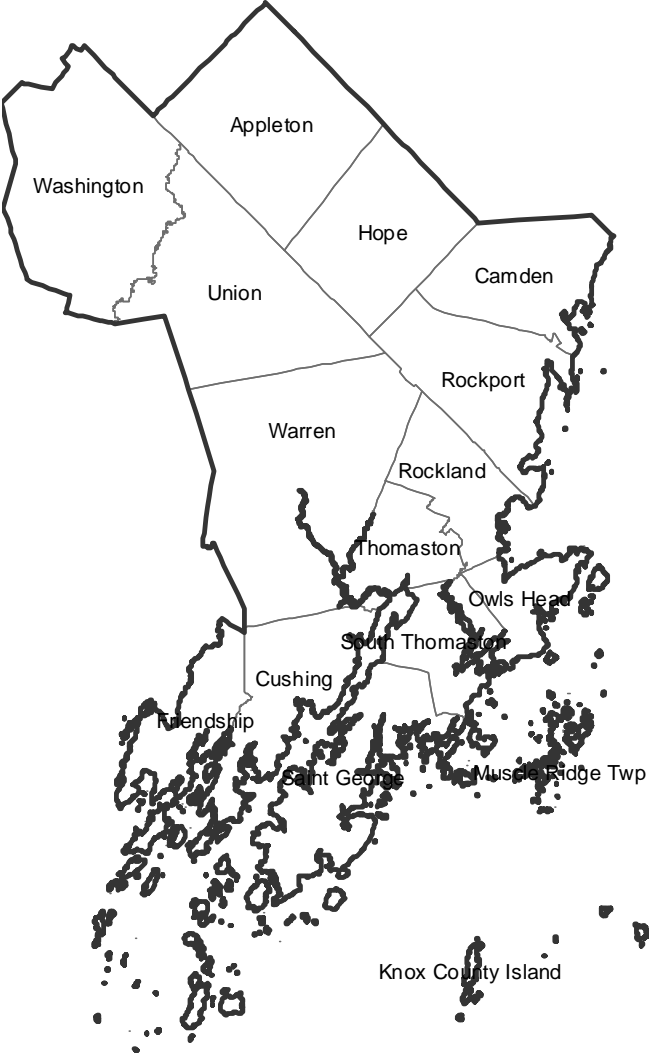 Appleton
Washington
Hope
Camden
Union
Rockport
Warren
Rockland
Thomaston
Owls Head
South Thomaston
Cushing
Friendship
Saint George
Muscle Ridge Twp
Knox County Island